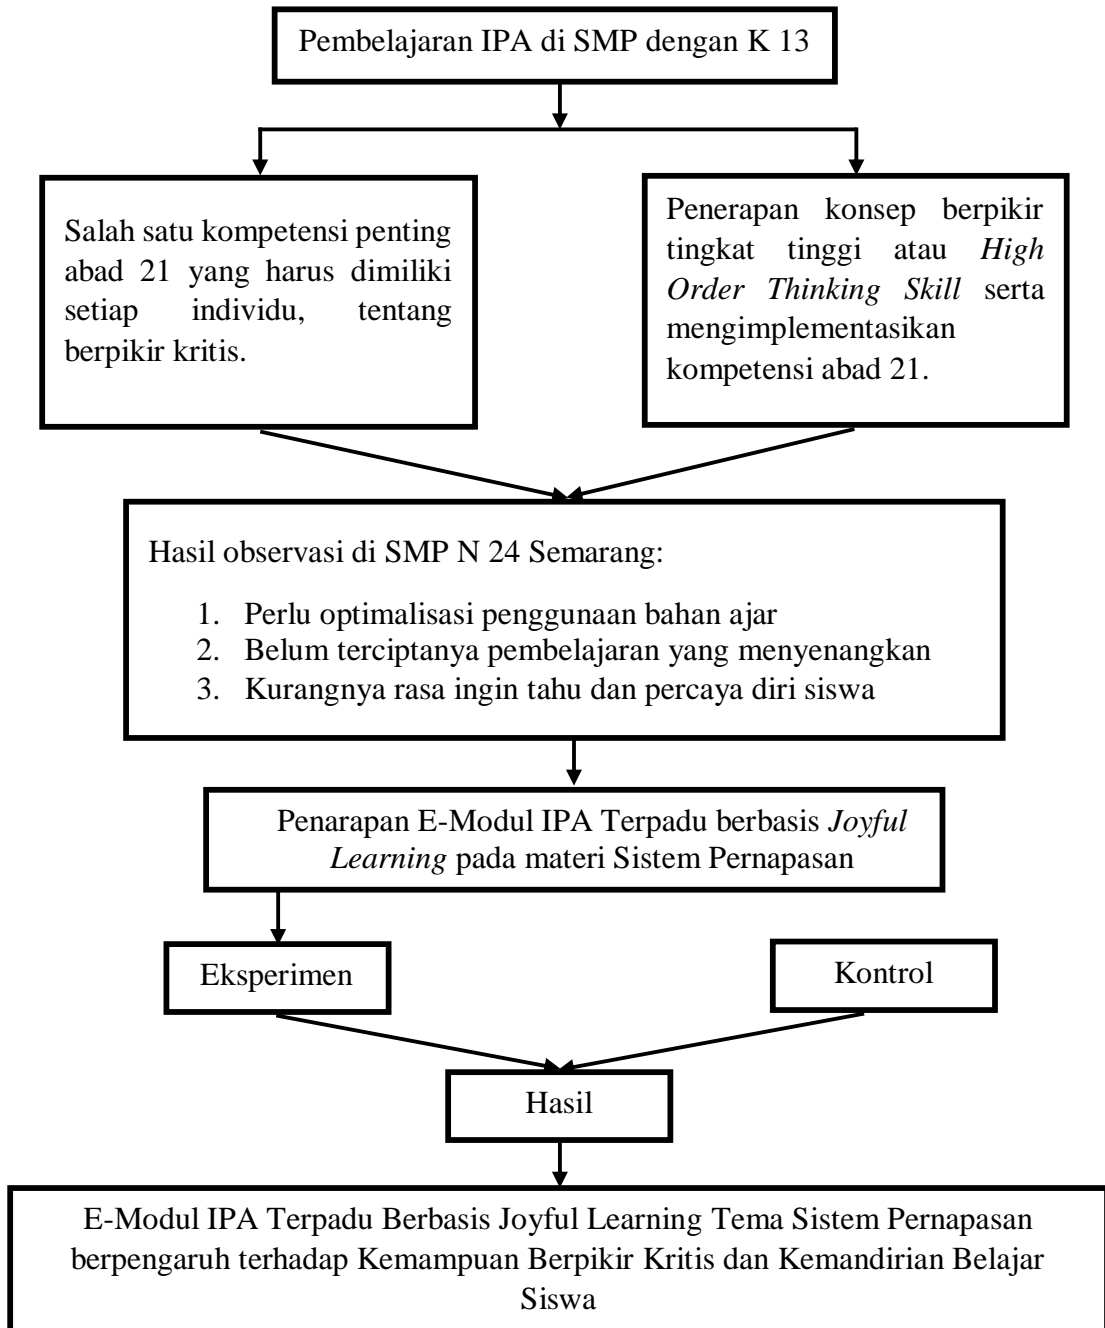 Pembelajaran IPA di SMP dengan K 13
Salah satu kompetensi penting
abad 21 yang harus dimiliki
setiap individu, tentang
berpikir kritis.
Penerapan konsep berpikir
tingkat tinggi atau High
Order Thinking Skill serta
mengimplementasikan
kompetensi abad 21.
Hasil observasi di SMP N 24 Semarang:
1. Perlu optimalisasi penggunaan bahan ajar
2. Belum terciptanya pembelajaran yang menyenangkan
3. Kurangnya rasa ingin tahu dan percaya diri siswa
Penarapan E-Modul IPA Terpadu berbasis Joyful
Learning pada materi Sistem Pernapasan
Eksperimen
Kontrol
Hasil
E-Modul IPA Terpadu Berbasis Joyful Learning Tema Sistem Pernapasan
berpengaruh terhadap Kemampuan Berpikir Kritis dan Kemandirian Belajar
Siswa